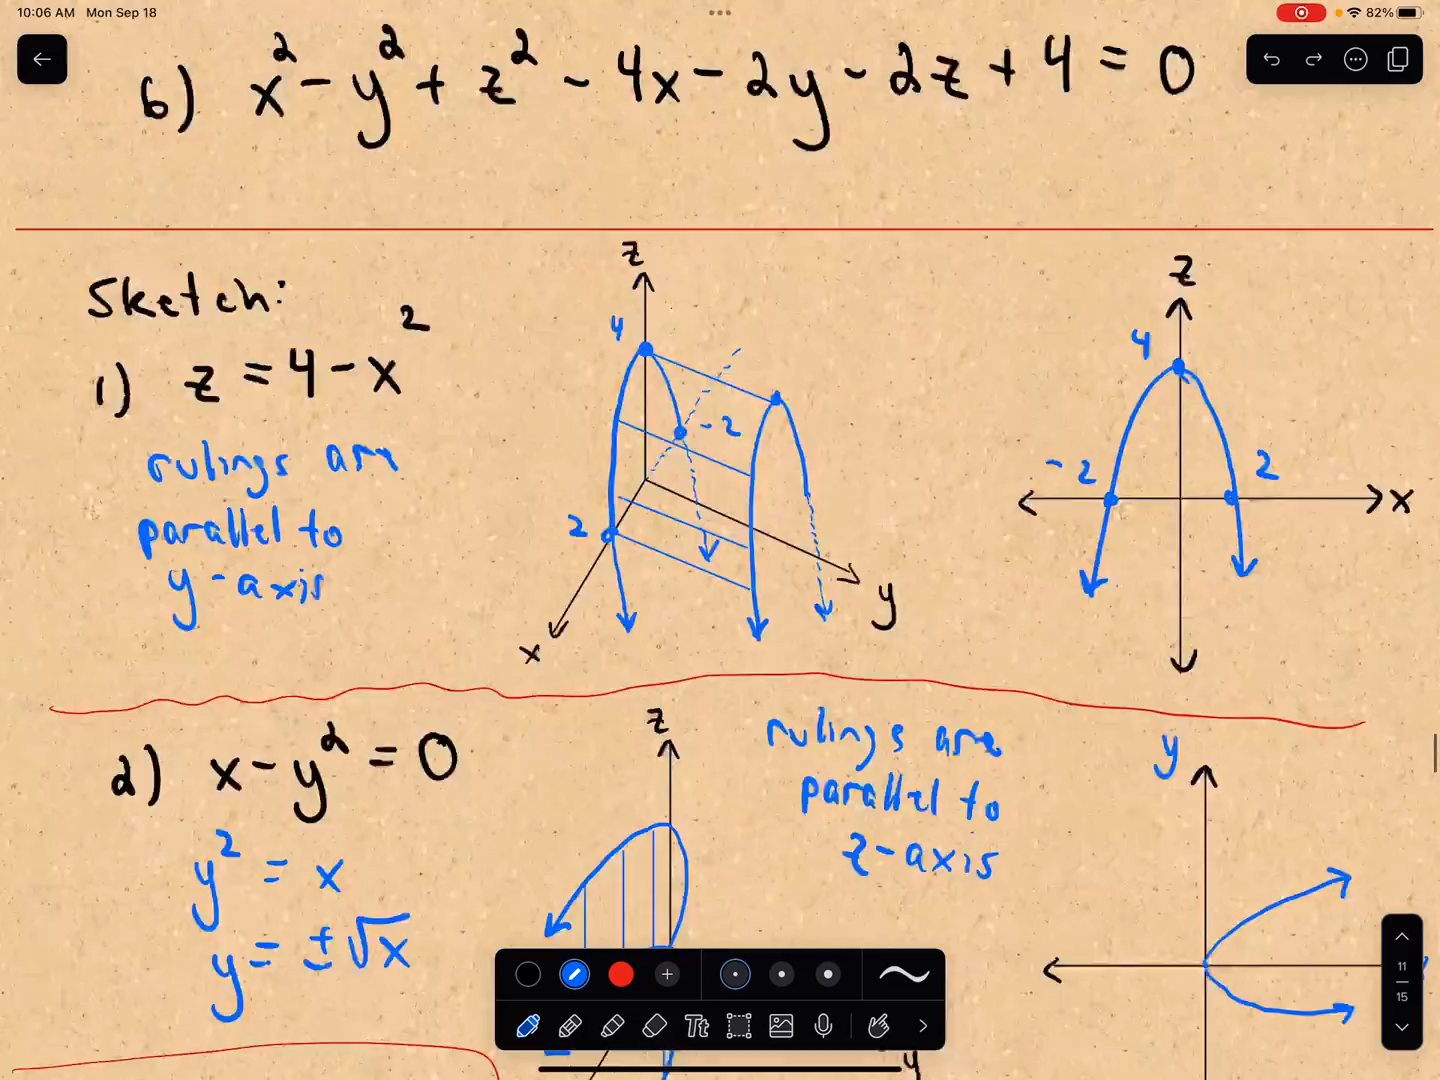 10:06 AM Mon Sep 18
82%
6) x² - y² + z² - 4x - 2y - 2z + 4 = 0
Sketch:
1) z = 4 - x²
rulings are
parallel to
y-axis
z
4
-2
2
x
y
z
4
-2
2
x
2) x - y² = 0
y² = x
y = ±√x
z
rulings are
parallel to
z-axis
y
y
Tt
11
15